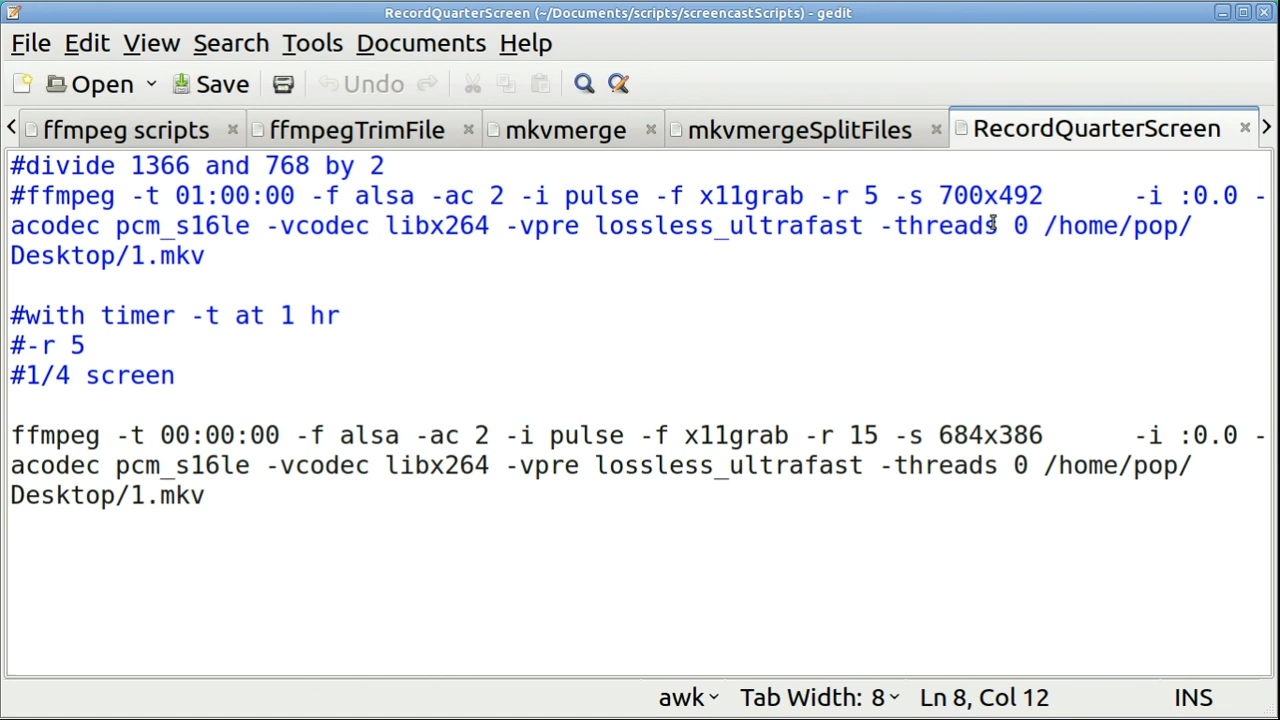 RecordQuarterScreen (~/Documents/scripts/screencastScripts) - gedit
File Edit View Search Tools Documents Help
Open Save Undo
ffmpeg scripts ffmpegTrimFile mkvmerge mkvmergeSplitFiles RecordQuarterScreen
#divide 1366 and 768 by 2
#ffmpeg -t 01:00:00 -f alsa -ac 2 -i pulse -f x11grab -r 5 -s 700x492      -i :0.0 -
acodec pcm_s16le -vcodec libx264 -vpre lossless_ultrafast -threads 0 /home/pop/
Desktop/1.mkv
#with timer -t at 1 hr
#-r 5
#1/4 screen
ffmpeg -t 00:00:00 -f alsa -ac 2 -i pulse -f x11grab -r 15 -s 684x386      -i :0.0 -
acodec pcm_s16le -vcodec libx264 -vpre lossless_ultrafast -threads 0 /home/pop/
Desktop/1.mkv
awk Tab Width: 8 Ln 8, Col 12 INS